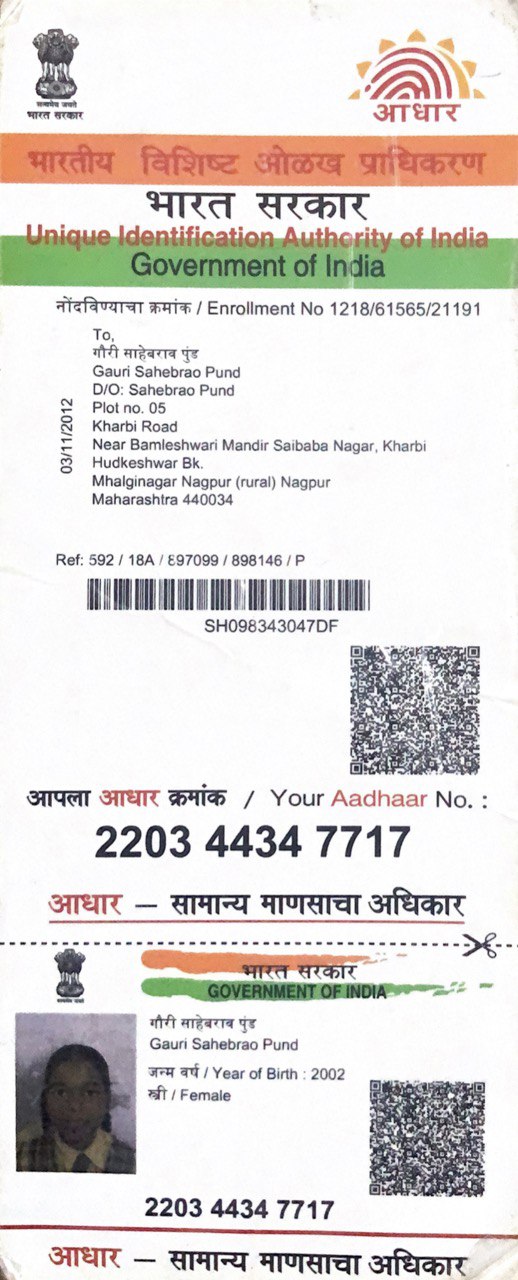 सत्यमेव जयते
भारत सरकार
आधार
भारतीय विशिष्ट ओळख प्राधिकरण
भारत सरकार
Unique Identification Authority of India
Government of India
नोंदविण्याचा क्रमांक / Enrollment No 1218/61565/21191
To,
गौरी साहेबराव पुंड
Gauri Sahebrao Pund
D/O: Sahebrao Pund
Plot no. 05
Kharbi Road
Near Bamleshwari Mandir Saibaba Nagar, Kharbi
Hudkeshwar Bk.
Mhalginagar Nagpur (rural) Nagpur
Maharashtra 440034
03/11/2012
Ref: 592 / 18A / 897099 / 898146 / P
SH098343047DF
आपला आधार क्रमांक / Your Aadhaar No. :
2203 4434 7717
आधार — सामान्य माणसाचा अधिकार
सत्यमेव जयते
भारत सरकार
GOVERNMENT OF INDIA
गौरी साहेबराव पुंड
Gauri Sahebrao Pund
जन्म वर्ष / Year of Birth : 2002
स्त्री / Female
2203 4434 7717
आधार — सामान्य माणसाचा अधिकार